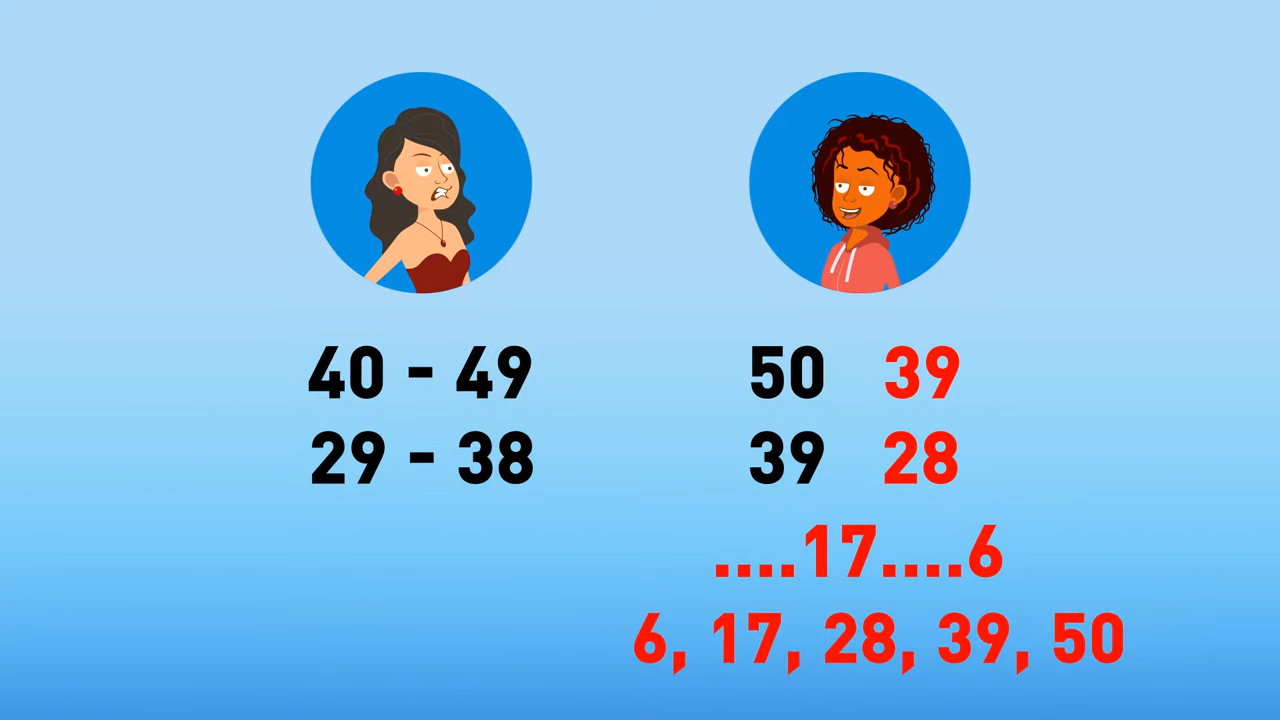 40 - 49 50 39
29 - 38 39 28
....17....6
6, 17, 28, 39, 50